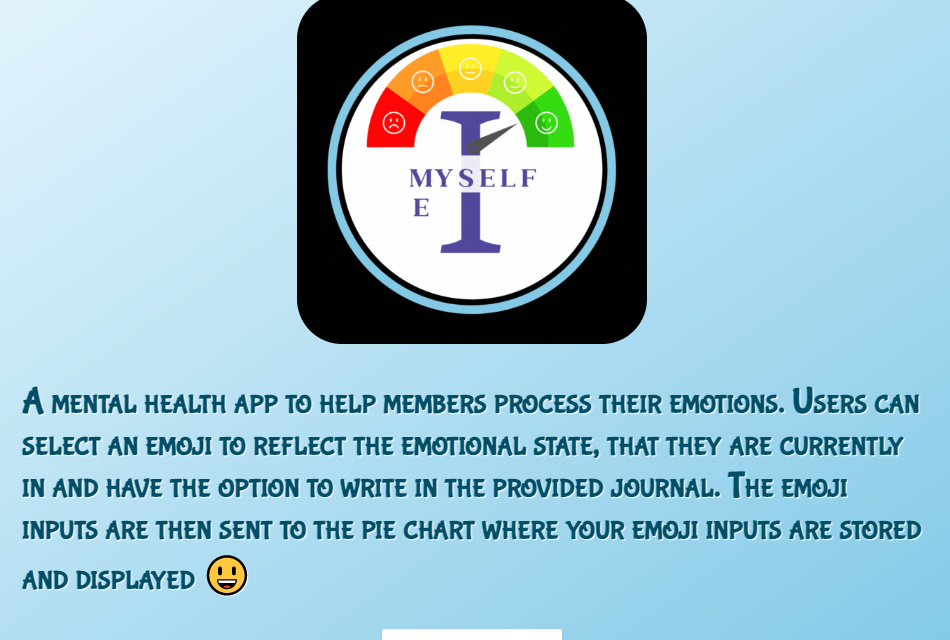 I
MYSELF
E
A mental health app to help members process their emotions. Users can
select an emoji to reflect the emotional state, that they are currently
in and have the option to write in the provided journal. The emoji
inputs are then sent to the pie chart where your emoji inputs are stored
and displayed